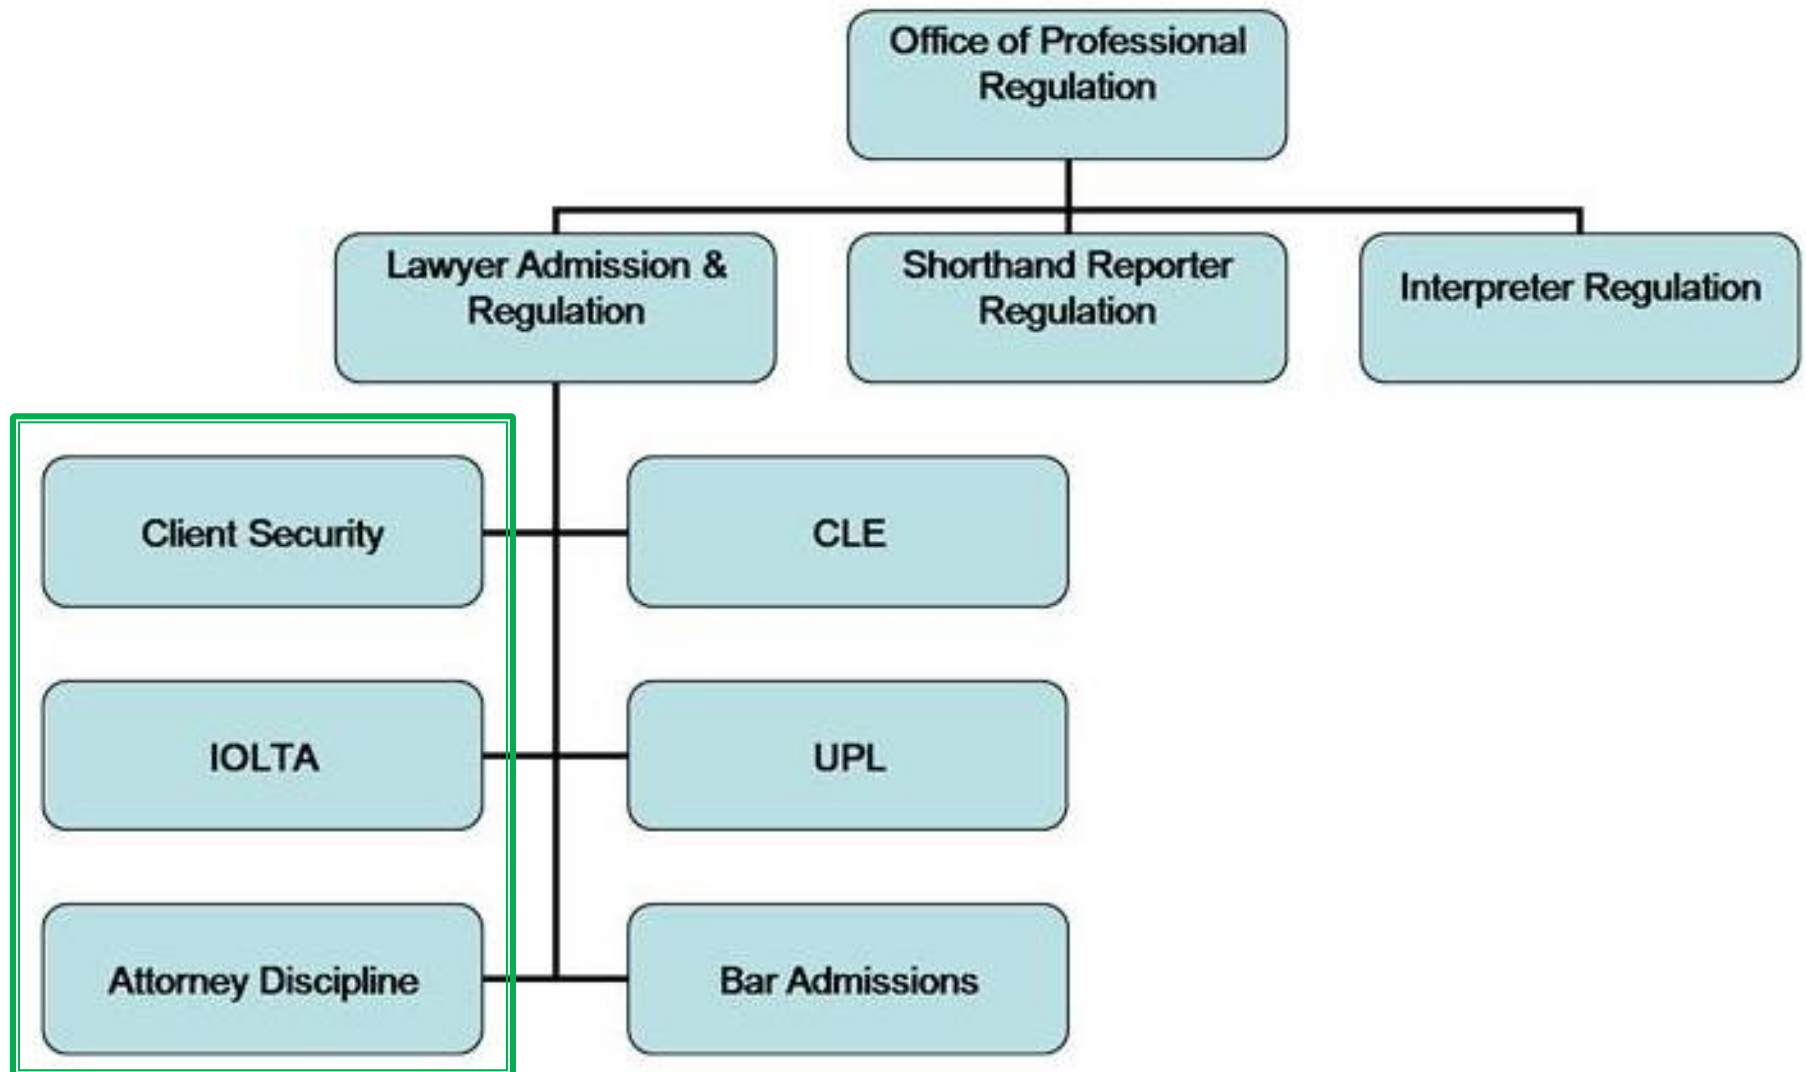 Office of Professional
Regulation
Lawyer Admission &
Regulation
Shorthand Reporter
Regulation
Interpreter Regulation
Client Security
CLE
IOLTA
UPL
Attorney Discipline
Bar Admissions